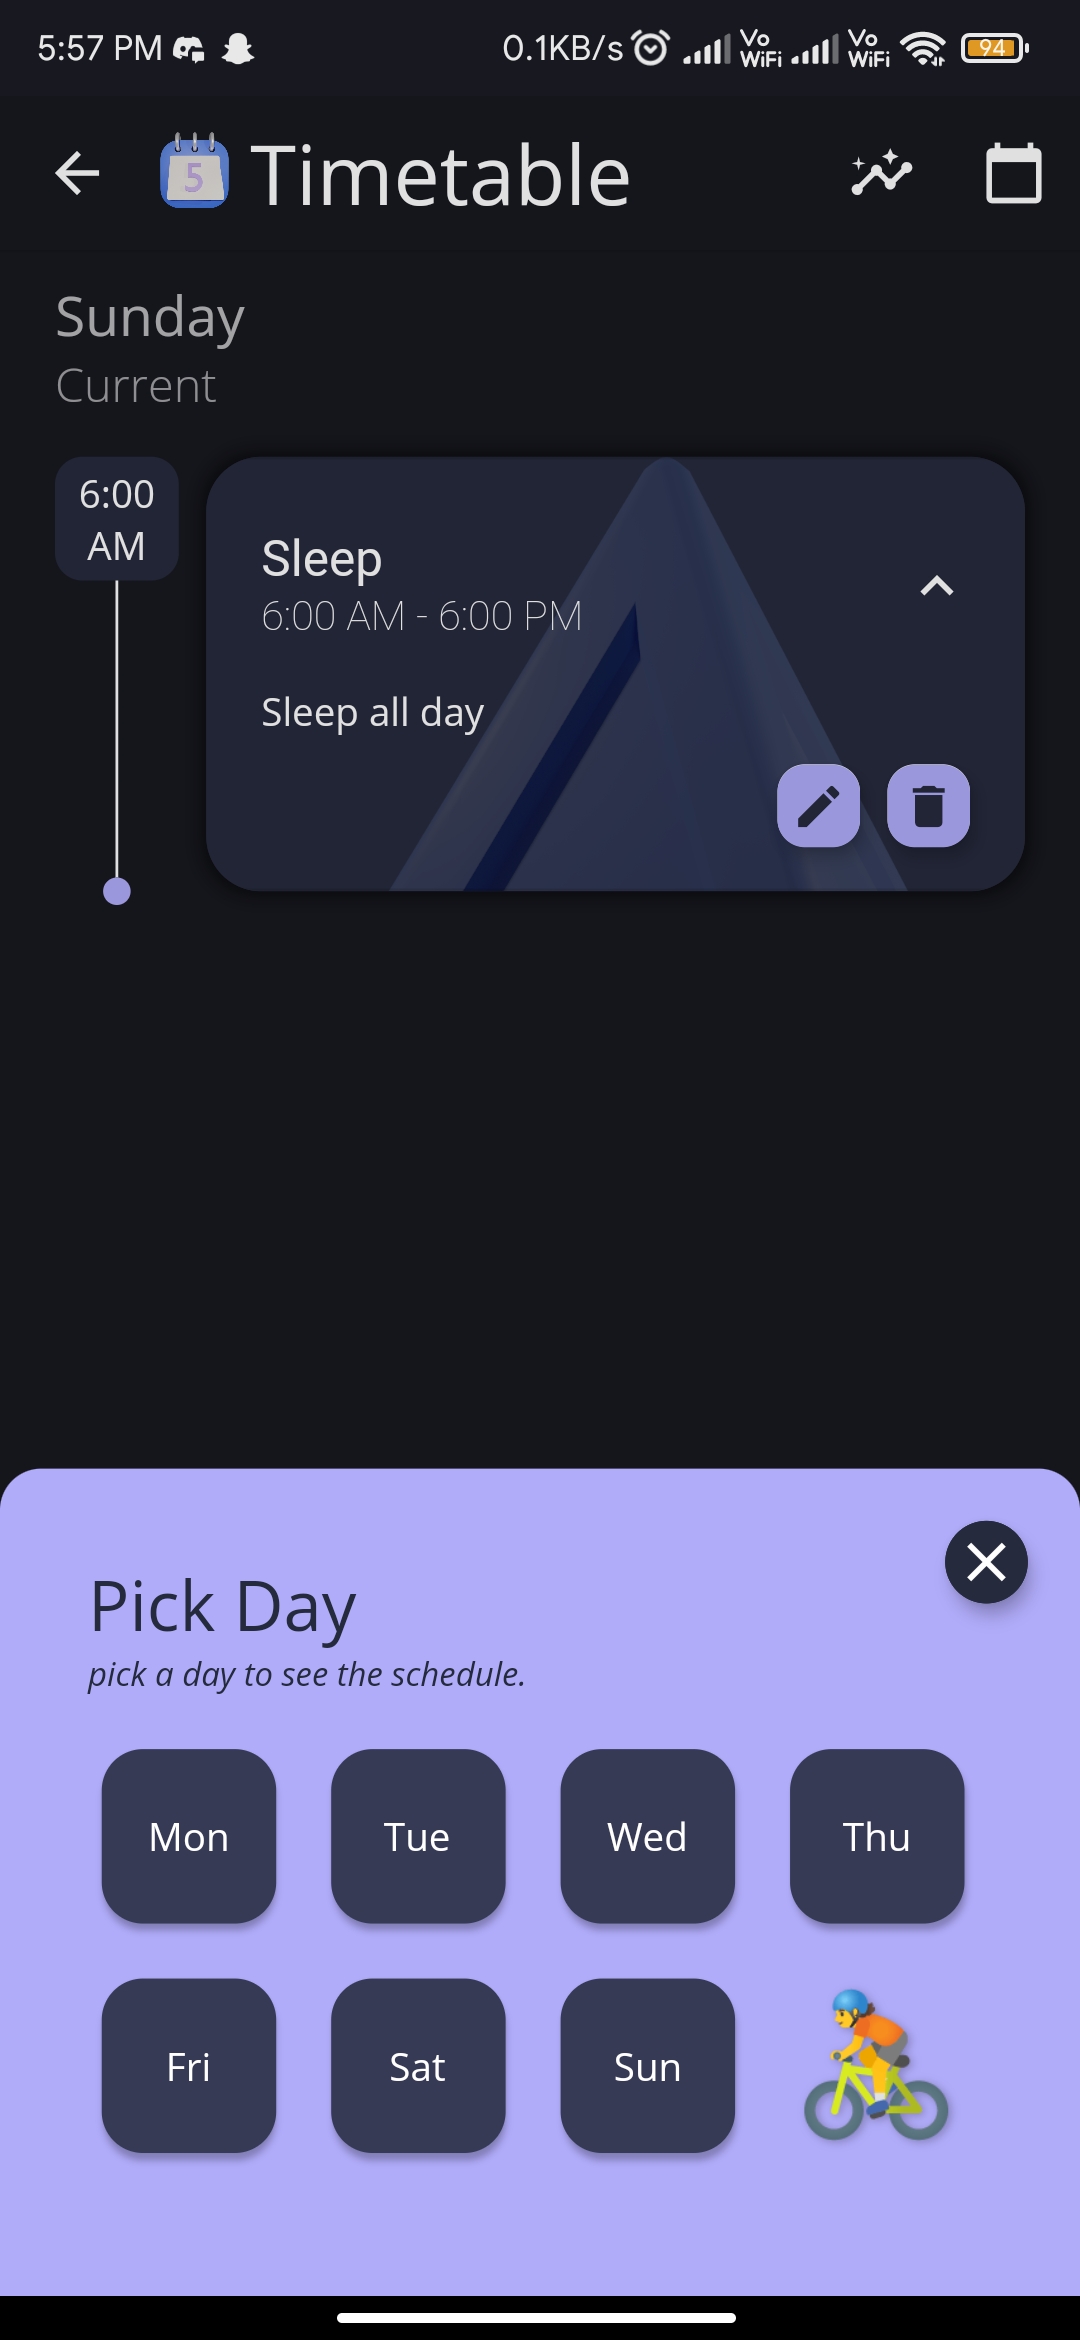 5:57 PM 0.1KB/s Vo WiFi Vo WiFi 94
5 Timetable
Sunday
Current
6:00
AM
Sleep
6:00 AM - 6:00 PM
Sleep all day
Pick Day
pick a day to see the schedule.
Mon Tue Wed Thu
Fri Sat Sun